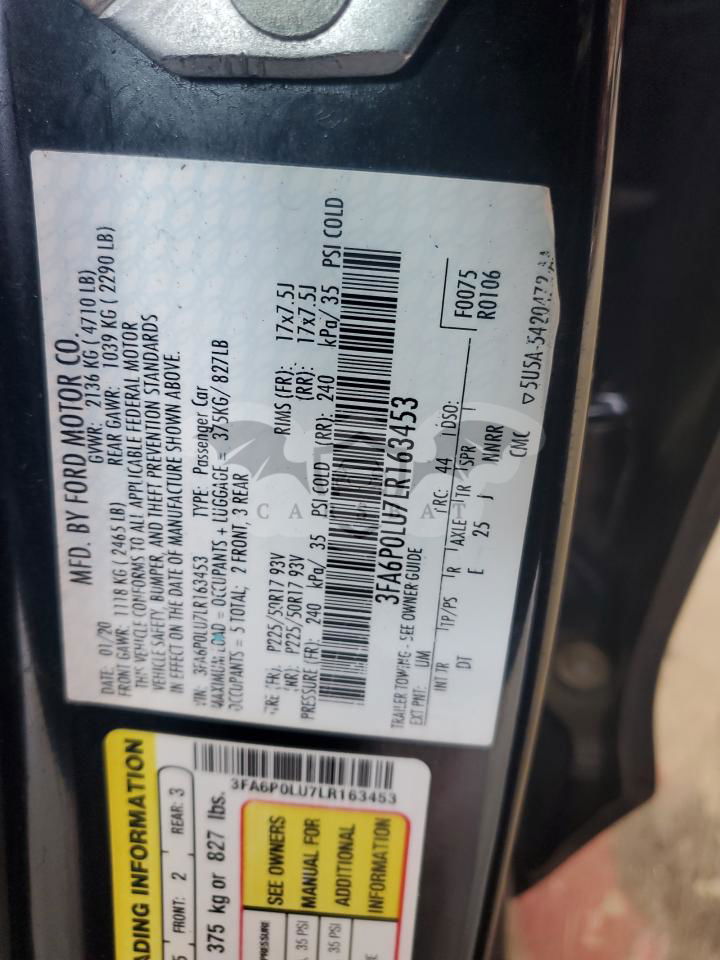 MFD. BY FORD MOTOR CO.
DATE: 01/20 GVWR: 2136 KG ( 4710 LB)
FRONT GAWR: 1118 KG ( 2465 LB) REAR GAWR: 1039 KG ( 2290 LB)
THIS VEHICLE CONFORMS TO ALL APPLICABLE FEDERAL MOTOR
VEHICLE SAFETY, BUMPER, AND THEFT PREVENTION STANDARDS
IN EFFECT ON THE DATE OF MANUFACTURE SHOWN ABOVE.
VIN: 3FA6P0LU7LR163453 TYPE: Passenger Car
MAXIMUM LOAD = OCCUPANTS + LUGGAGE = 375KG/ 827LB
OCCUPANTS = 5 TOTAL; 2 FRONT, 3 REAR
TIRE (FR): P225/50R17 93V RIMS (FR): 17x7.5J
(RR): P225/50R17 93V (RR): 17x7.5J
PRESSURE (FR): 240 kPa/ 35 PSI COLD (RR): 240 kPa/ 35 PSI COLD
3FA6P0LU7LR163453
TRAILER TOWING - SEE OWNER GUIDE
EXT PNT: UM RC: 44 DSO: F0075
R0106
INT TR TP/PS R AXLE TR SPR
DT E 25 J MMRR
CMC
CARABAT
ADING INFORMATION
FRONT: 2 REAR: 3
375 kg or 827 lbs.
3FA6P0LU7LR163453
PRESSURE
35 PSI
35 PSI
SEE OWNERS
MANUAL FOR
ADDITIONAL
INFORMATION